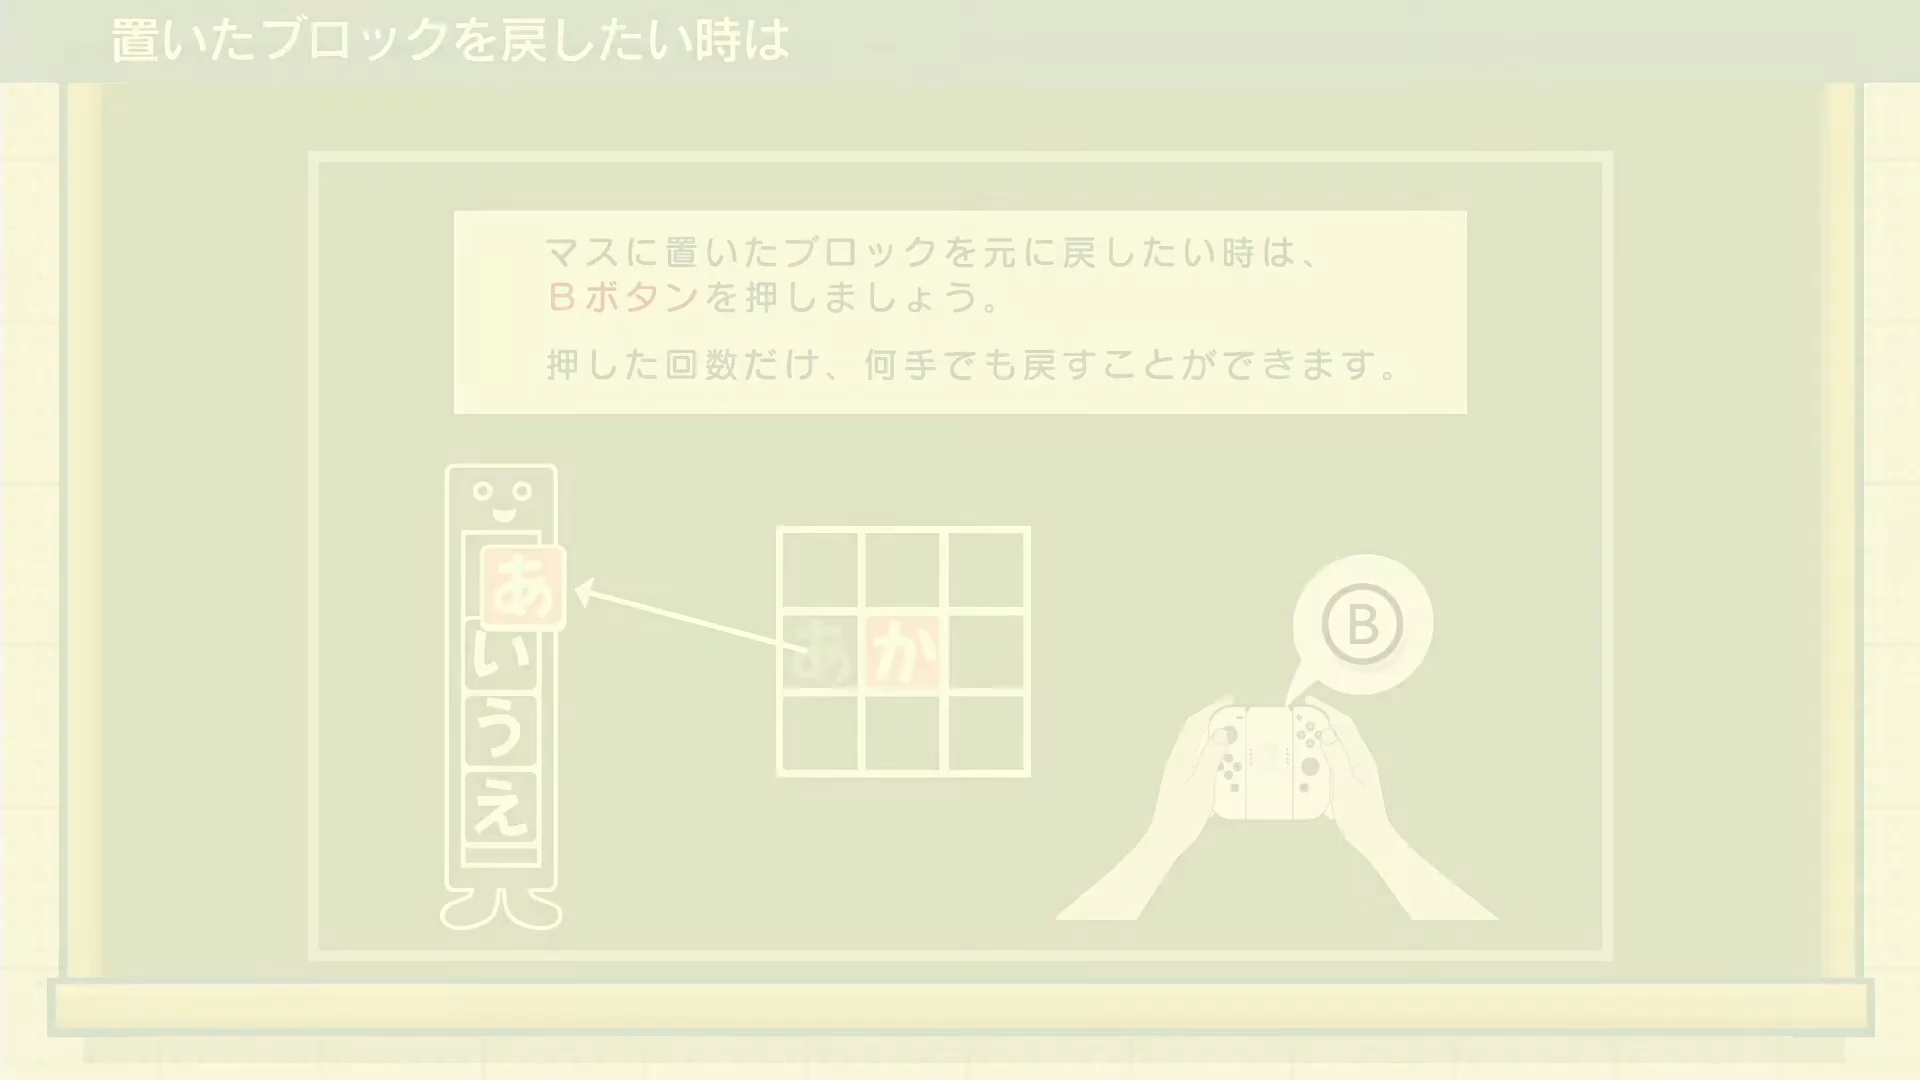 置いたブロックを戻したい時は
マスに置いたブロックを元に戻したい時は、
Bボタンを押しましょう。
押した回数だけ、何手でも戻すことができます。
あ
い
う
え
あ か
B